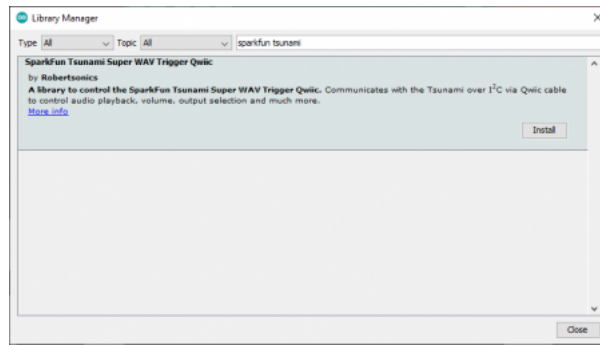 Library Manager
Type All Topic All sparkfun tsunami
SparkFun Tsunami Super WAV Trigger Qwiic
by Robertsonics
A library to control the SparkFun Tsunami Super WAV Trigger Qwiic. Communicates with the Tsunami over I²C via Qwiic cable
to control audio playback, volume, output selection and much more.
More info
Install
Close